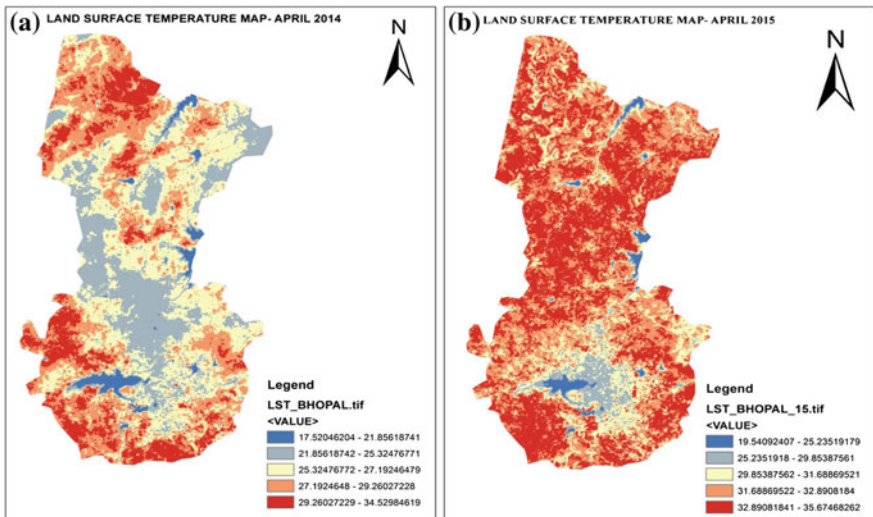 (a) LAND SURFACE TEMPERATURE MAP- APRIL 2014
N
Legend
LST_BHOPAL.tif
<VALUE>
17.52046204 - 21.85618741
21.85618742 - 25.32476771
25.32476772 - 27.19246479
27.1924648 - 29.26027228
29.26027229 - 34.52984619
(b) LAND SURFACE TEMPERATURE MAP- APRIL 2015
N
Legend
LST_BHOPAL_15.tif
<VALUE>
19.54092407 - 25.23519179
25.2351918 - 29.85387561
29.85387562 - 31.68869521
31.68869522 - 32.8908184
32.89081841 - 35.67468262